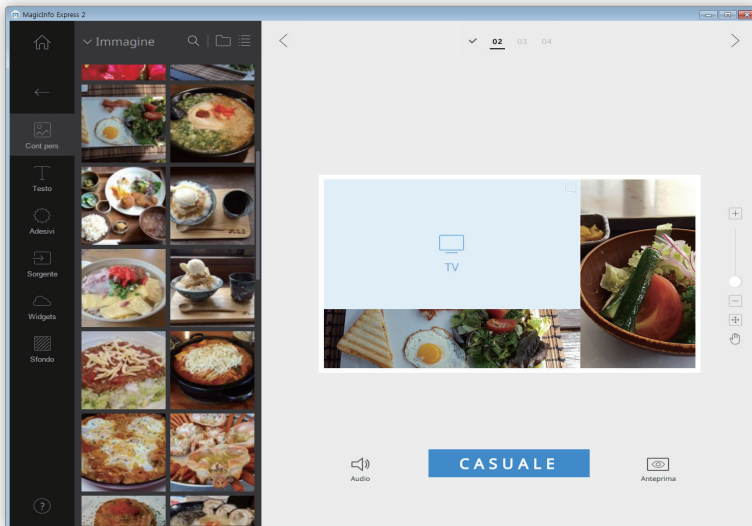 MagicInfo Express 2
Immagine
02 03 04
Cont pers
Testo
Adesivi
Sorgente
Widgets
Sfondo
?
TV
Audio
CASUALE
Anteprima